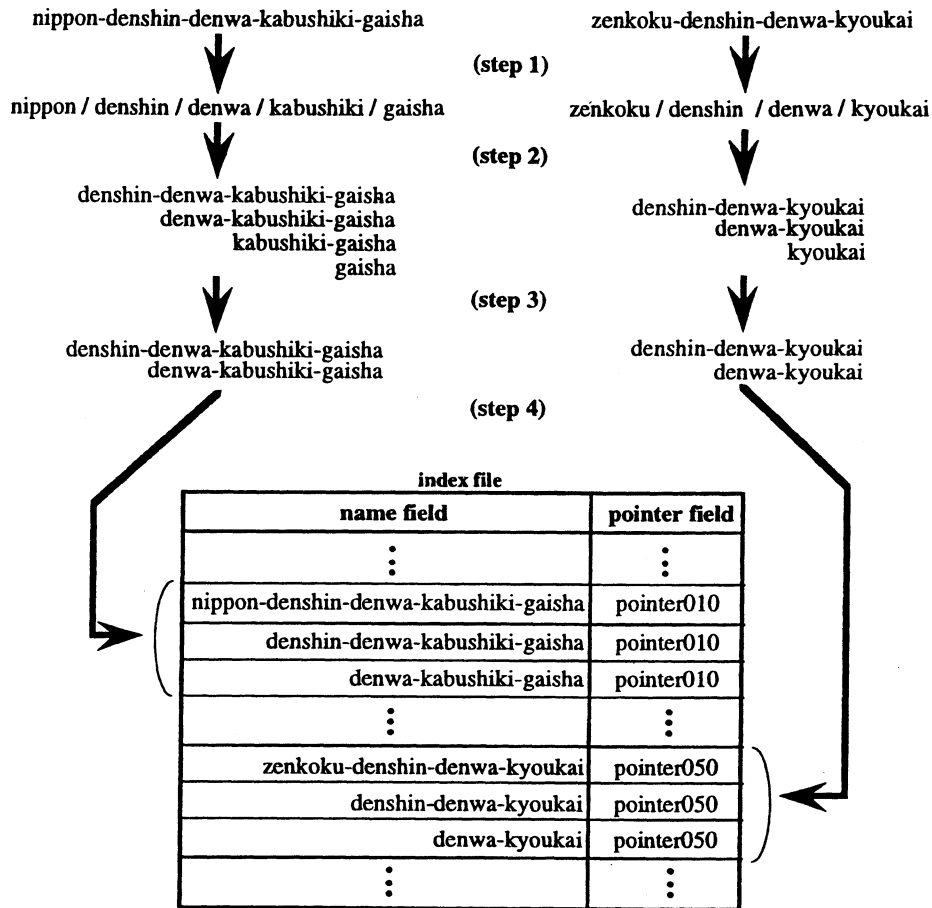 nippon-denshin-denwa-kabushiki-gaisha
zenkoku-denshin-denwa-kyoukai
(step 1)
nippon / denshin / denwa / kabushiki / gaisha
zenkoku / denshin / denwa / kyoukai
(step 2)
denshin-denwa-kabushiki-gaisha
denwa-kabushiki-gaisha
kabushiki-gaisha
gaisha
denshin-denwa-kyoukai
denwa-kyoukai
kyoukai
(step 3)
denshin-denwa-kabushiki-gaisha
denwa-kabushiki-gaisha
denshin-denwa-kyoukai
denwa-kyoukai
(step 4)
index file
name field pointer field
nippon-denshin-denwa-kabushiki-gaisha pointer010
denshin-denwa-kabushiki-gaisha pointer010
denwa-kabushiki-gaisha pointer010
zenkoku-denshin-denwa-kyoukai pointer050
denshin-denwa-kyoukai pointer050
denwa-kyoukai pointer050